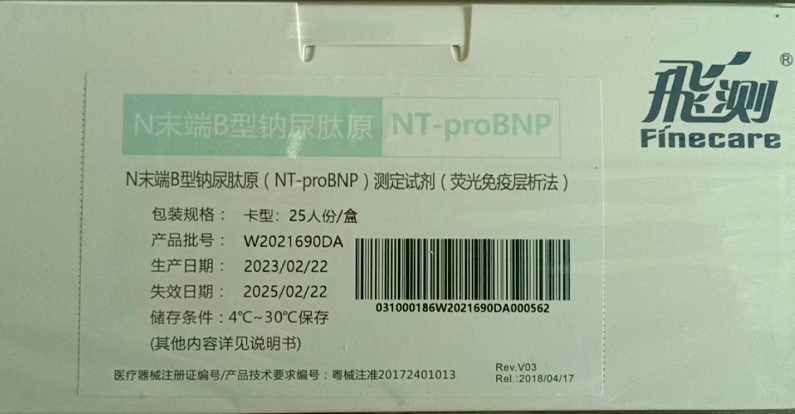 飛测®
Finecare
N末端B型钠尿肽原 NT-proBNP
N末端B型钠尿肽原（NT-proBNP）测定试剂（荧光免疫层析法）
包装规格： 卡型：25人份/盒
产品批号： W2021690DA
生产日期： 2023/02/22
失效日期： 2025/02/22
储存条件：4℃~30℃保存
(其他内容详见说明书)
031000186W2021690DA000562
医疗器械注册证编号/产品技术要求编号：粤械注准20172401013
Rev.V03
Rel.:2018/04/17